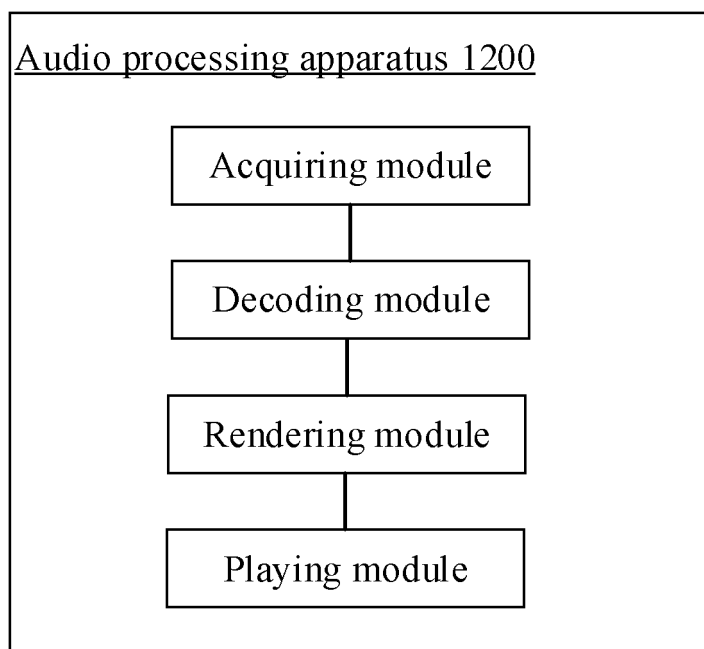 Audio processing apparatus 1200
Acquiring module
Decoding module
Rendering module
Playing module